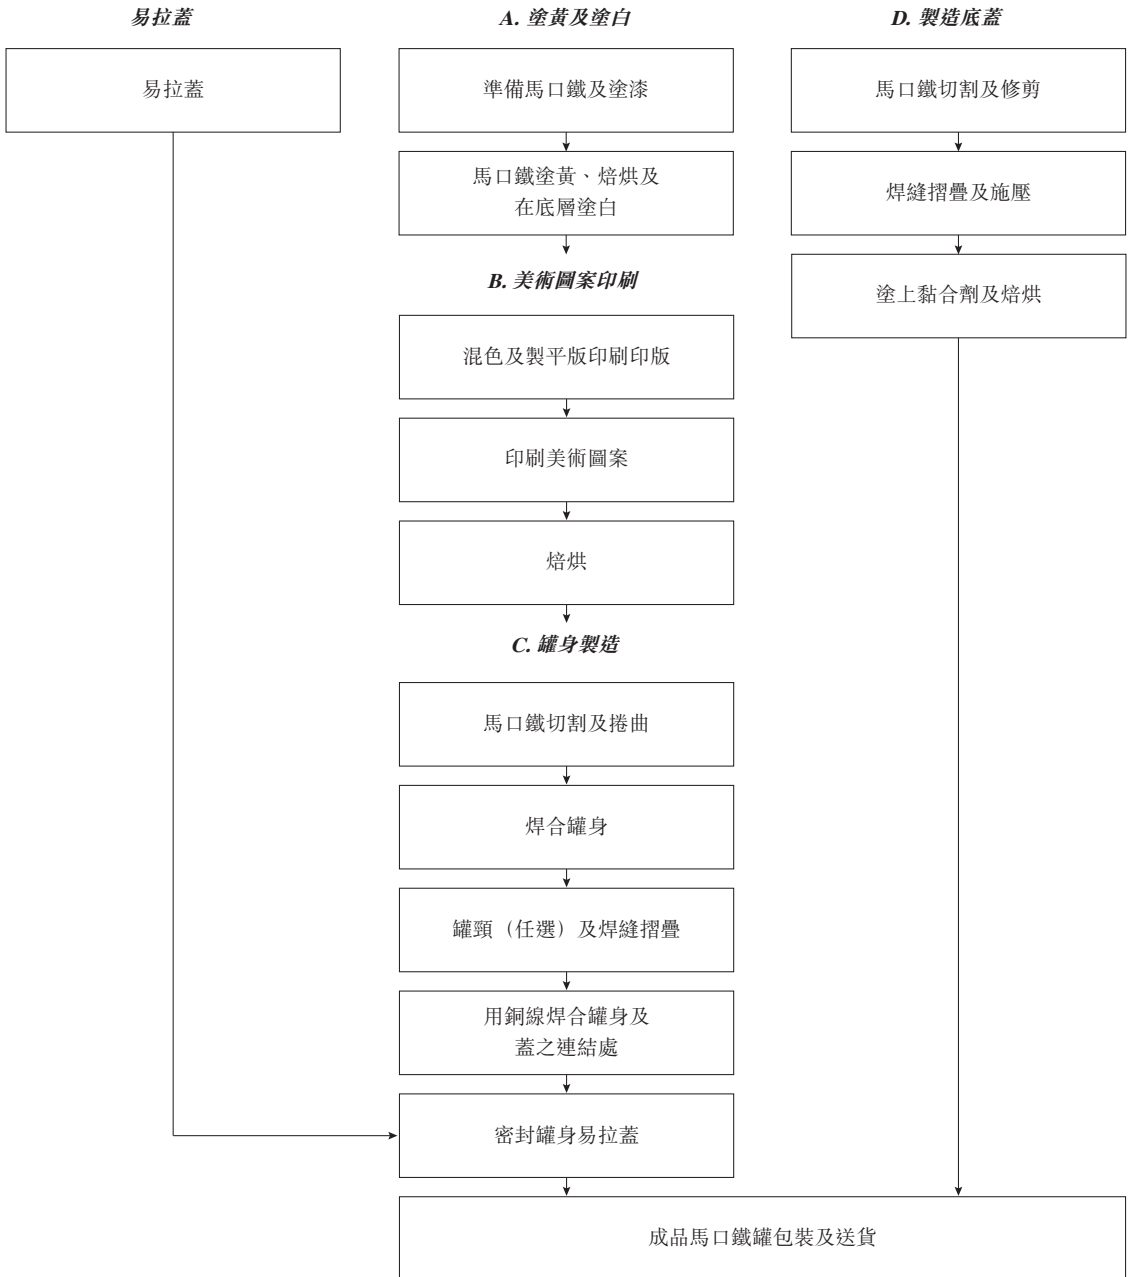 易拉蓋
A. 塗黃及塗白
D. 製造底蓋
易拉蓋
準備馬口鐵及塗漆
馬口鐵切割及修剪
馬口鐵塗黃、焙烘及
在底層塗白
焊縫摺疊及施壓
B. 美術圖案印刷
塗上黏合劑及焙烘
混色及製平版印刷印版
印刷美術圖案
焙烘
C. 罐身製造
馬口鐵切割及捲曲
焊合罐身
罐頸（任選）及焊縫摺疊
用銅線焊合罐身及
蓋之連結處
密封罐身易拉蓋
成品馬口鐵罐包裝及送貨